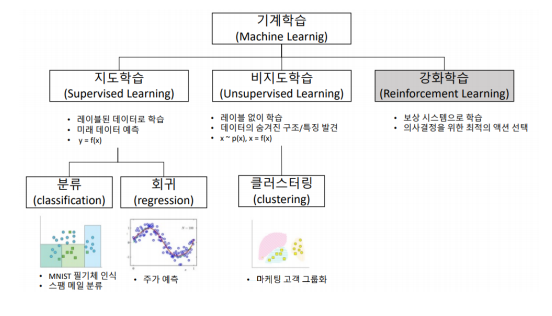 기계학습
(Machine Learnig)
지도학습
(Supervised Learning)
비지도학습
(Unsupervised Learning)
강화학습
(Reinforcement Learning)
• 레이블된 데이터로 학습
• 미래 데이터 예측
• y = f(x)
• 레이블 없이 학습
• 데이터의 숨겨진 구조/특징 발견
• x ~ p(x), x = f(x)
• 보상 시스템으로 학습
• 의사결정을 위한 최적의 액션 선택
분류
(classification)
회귀
(regression)
클러스터링
(clustering)
• MNIST 필기체 인식
• 스팸 메일 분류
• 주가 예측
• 마케팅 고객 그룹화